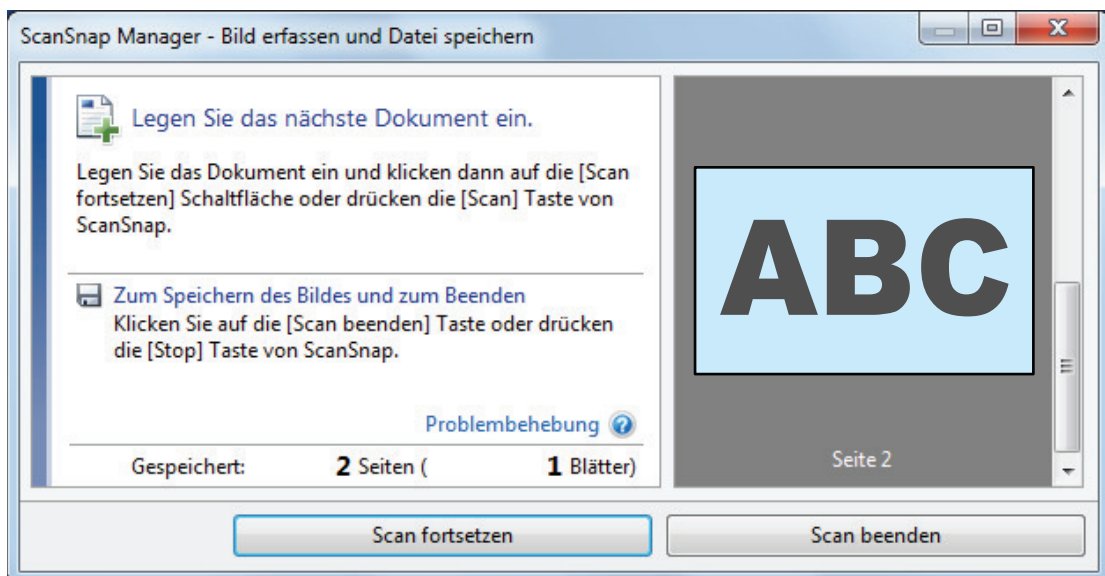 ScanSnap Manager - Bild erfassen und Datei speichern
Legen Sie das nächste Dokument ein.
Legen Sie das Dokument ein und klicken dann auf die [Scan
fortsetzen] Schaltfläche oder drücken die [Scan] Taste von
ScanSnap.
Zum Speichern des Bildes und zum Beenden
Klicken Sie auf die [Scan beenden] Taste oder drücken
die [Stop] Taste von ScanSnap.
Problembehebung
Gespeichert: 2 Seiten ( 1 Blätter)
ABC
Seite 2
Scan fortsetzen
Scan beenden